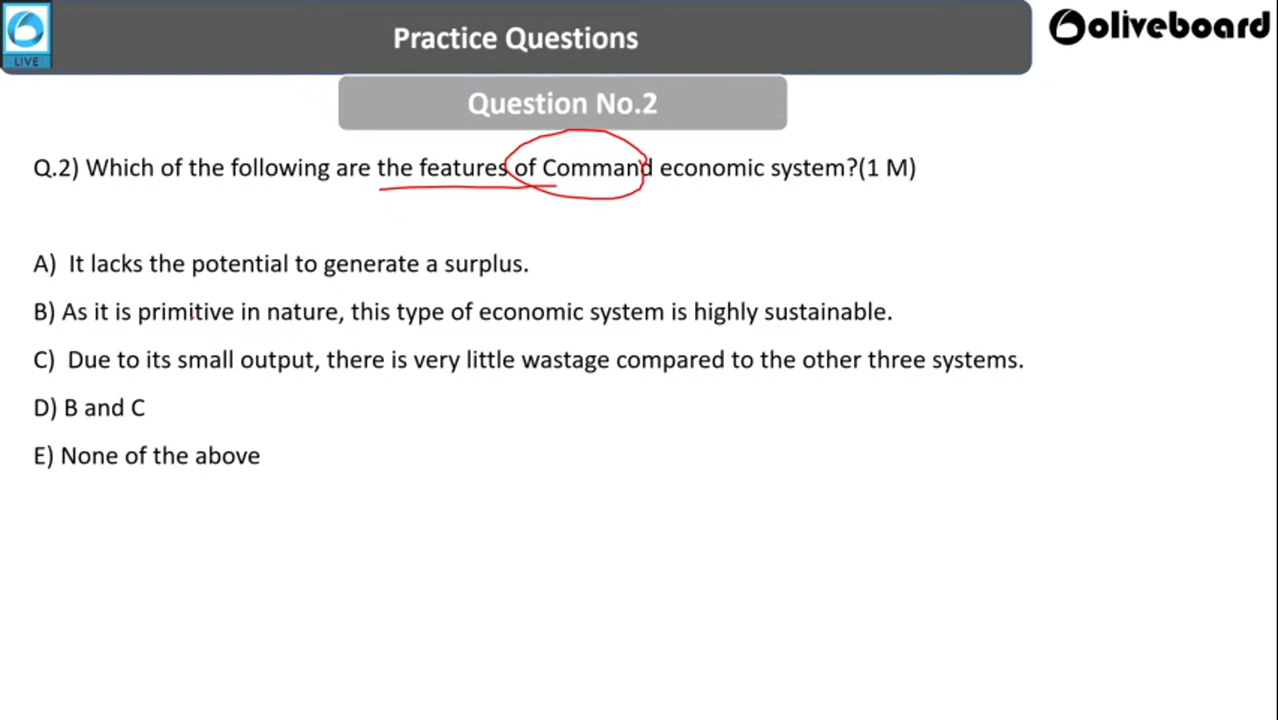 LIVE
Practice Questions
oliveboard
Question No.2
Q.2) Which of the following are the features of Command economic system?(1 M)
A) It lacks the potential to generate a surplus.
B) As it is primitive in nature, this type of economic system is highly sustainable.
C) Due to its small output, there is very little wastage compared to the other three systems.
D) B and C
E) None of the above